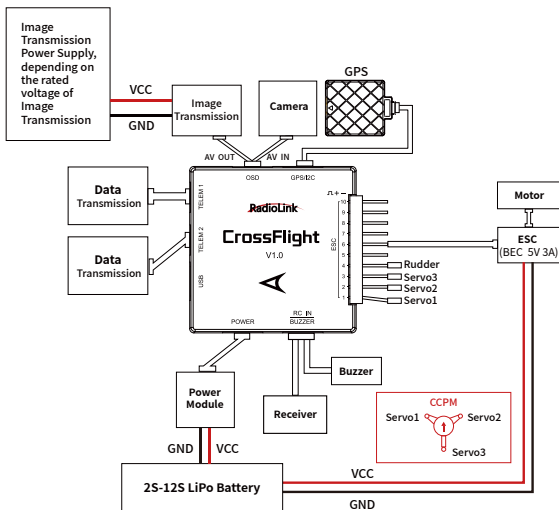 Image
Transmission
Power Supply,
depending on
the rated
voltage of
Image
Transmission
VCC
GND
Image
Transmission
Camera
GPS
AV OUT
AV IN
OSD
GPS/I2C
Data
Transmission
TELEM 1
Data
Transmission
TELEM 2
USB
RadioLink
CrossFlight
V1.0
ESC
+ -
10
9
8
7
6
5
4
3
2
1
Rudder
Servo3
Servo2
Servo1
Motor
ESC
(BEC 5V 3A)
POWER
RC IN
BUZZER
Buzzer
Receiver
Power
Module
GND
VCC
CCPM
Servo1
Servo2
Servo3
2S-12S LiPo Battery
VCC
GND